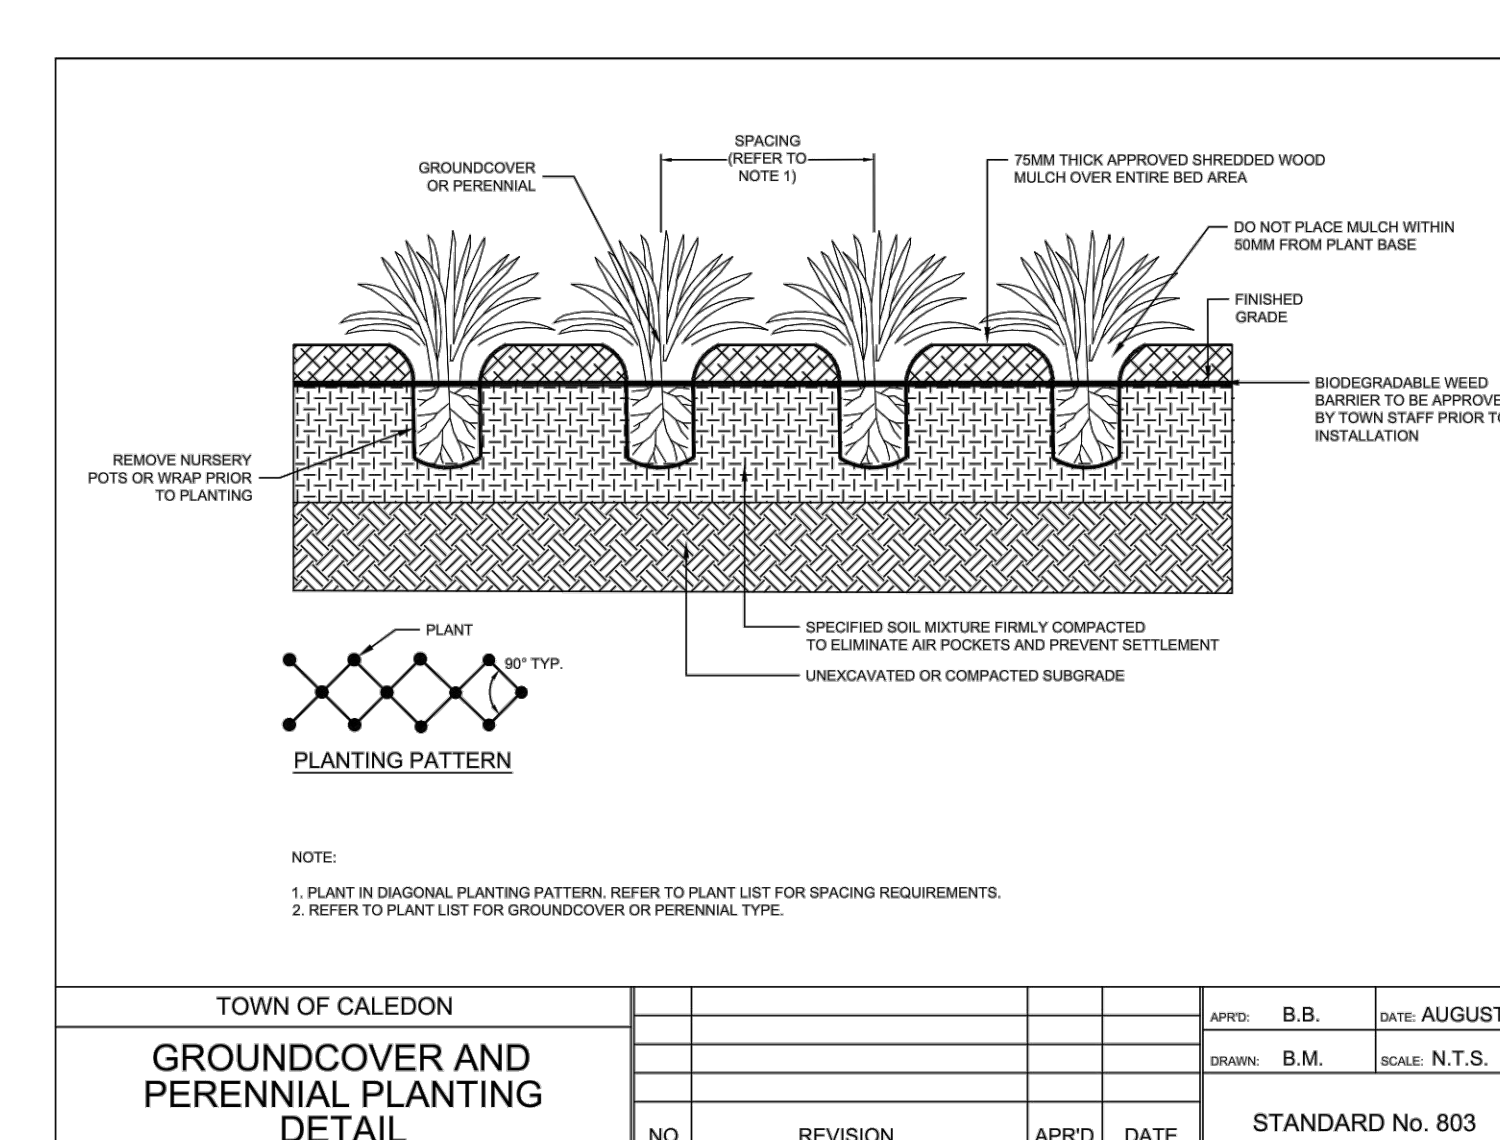 SPACING
(REFER TO
NOTE 1)
GROUNDCOVER
OR PERENNIAL
75MM THICK APPROVED SHREDDED WOOD
MULCH OVER ENTIRE BED AREA
DO NOT PLACE MULCH WITHIN
50MM FROM PLANT BASE
FINISHED
GRADE
BIODEGRADABLE WEED
BARRIER TO BE APPROVE
BY TOWN STAFF PRIOR TO
INSTALLATION
REMOVE NURSERY
POTS OR WRAP PRIOR
TO PLANTING
SPECIFIED SOIL MIXTURE FIRMLY COMPACTED
TO ELIMINATE AIR POCKETS AND PREVENT SETTLEMENT
UNEXCAVATED OR COMPACTED SUBGRADE
PLANT
90° TYP.
PLANTING PATTERN
NOTE:
1. PLANT IN DIAGONAL PLANTING PATTERN. REFER TO PLANT LIST FOR SPACING REQUIREMENTS.
2. REFER TO PLANT LIST FOR GROUNDCOVER OR PERENNIAL TYPE.
TOWN OF CALEDON
GROUNDCOVER AND
PERENNIAL PLANTING
DETAIL
NO. REVISION APR'D DATE
APR'D: B.B. DATE: AUGUST
DRAWN: B.M. SCALE: N.T.S.
STANDARD No. 803